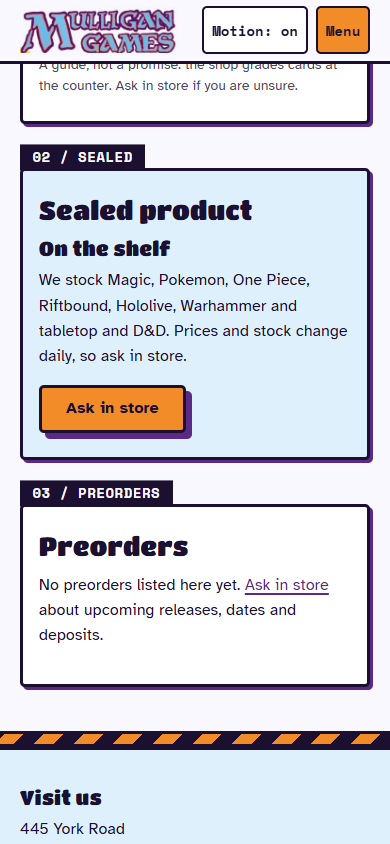 MULLIGAN
GAMES
Motion: on
Menu
A guide, not a promise: the shop grades cards at
the counter. Ask in store if you are unsure.
02 / SEALED
Sealed product
On the shelf
We stock Magic, Pokemon, One Piece,
Riftbound, Hololive, Warhammer and
tabletop and D&D. Prices and stock change
daily, so ask in store.
Ask in store
03 / PREORDERS
Preorders
No preorders listed here yet. Ask in store
about upcoming releases, dates and
deposits.
Visit us
445 York Road